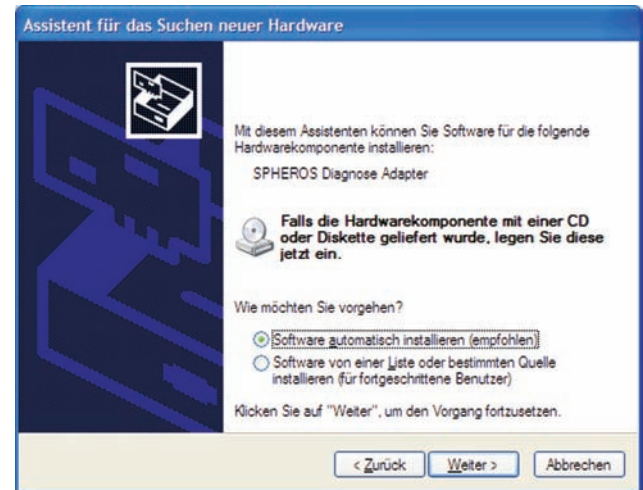 Assistent für das Suchen neuer Hardware
Mit diesem Assistenten können Sie Software für die folgende
Hardwarekomponente installieren:
SPHEROS Diagnose Adapter
Falls die Hardwarekomponente mit einer CD
oder Diskette geliefert wurde, legen Sie diese
jetzt ein.
Wie möchten Sie vorgehen?
Software automatisch installieren (empfohlen)
Software von einer Liste oder bestimmten Quelle
installieren (für fortgeschrittene Benutzer)
Klicken Sie auf "Weiter", um den Vorgang fortzusetzen.
< Zurück Weiter > Abbrechen